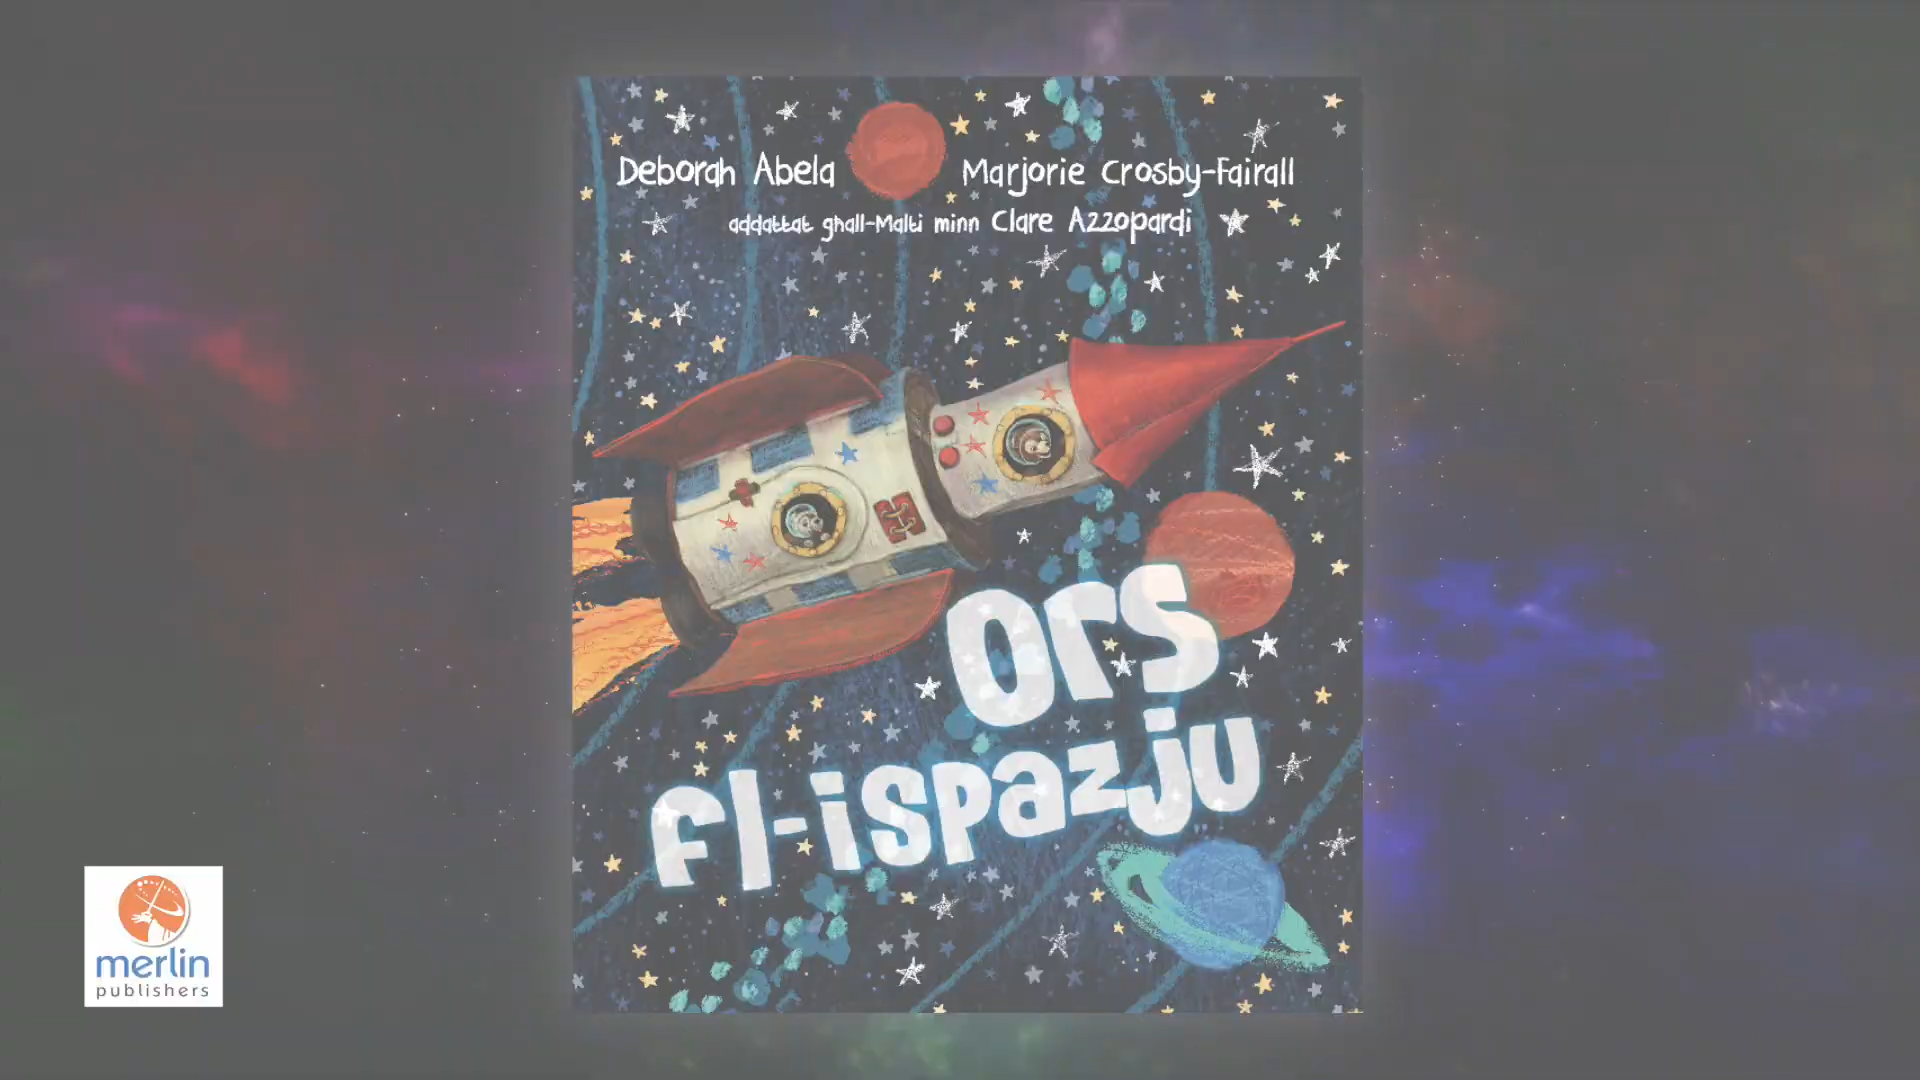 Deborah Abela
Marjorie Crosby-Fairall
addattat għall-Malti minn Clare Azzopardi
ors
fl-ispazju
merlin
publishers